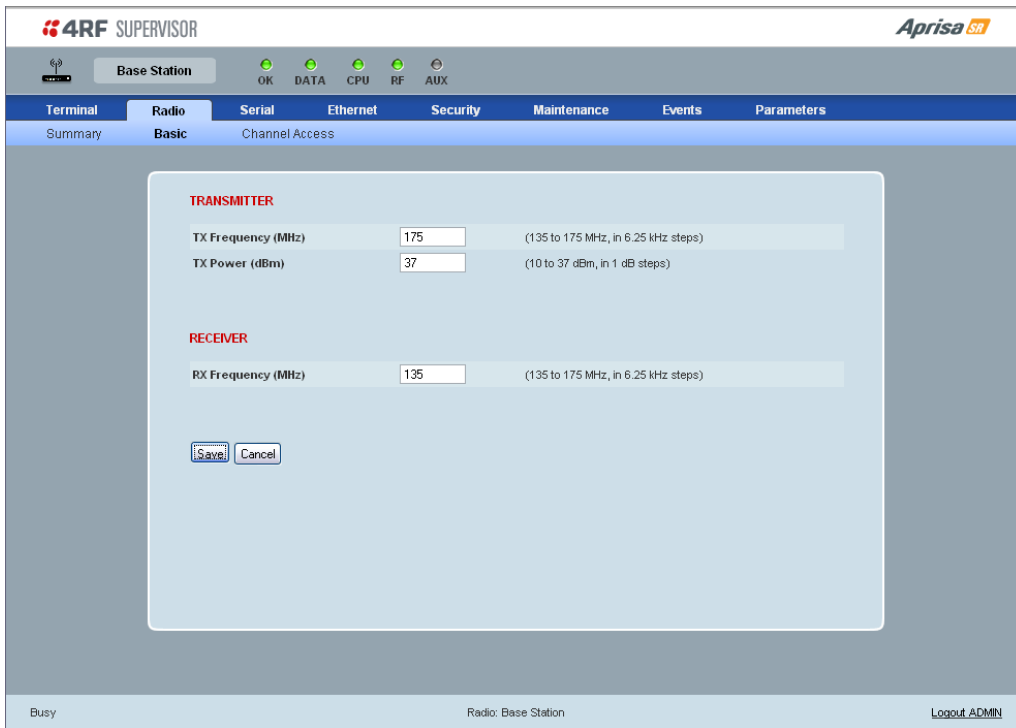 4RF SUPERVISOR
Aprisa SR
Base Station
OK DATA CPU RF AUX
Terminal Radio Serial Ethernet Security Maintenance Events Parameters
Summary Basic Channel Access
TRANSMITTER
TX Frequency (MHz) 175 (135 to 175 MHz, in 6.25 kHz steps)
TX Power (dBm) 37 (10 to 37 dBm, in 1 dB steps)
RECEIVER
RX Frequency (MHz) 135 (135 to 175 MHz, in 6.25 kHz steps)
Save Cancel
Busy Radio: Base Station Logout ADMIN